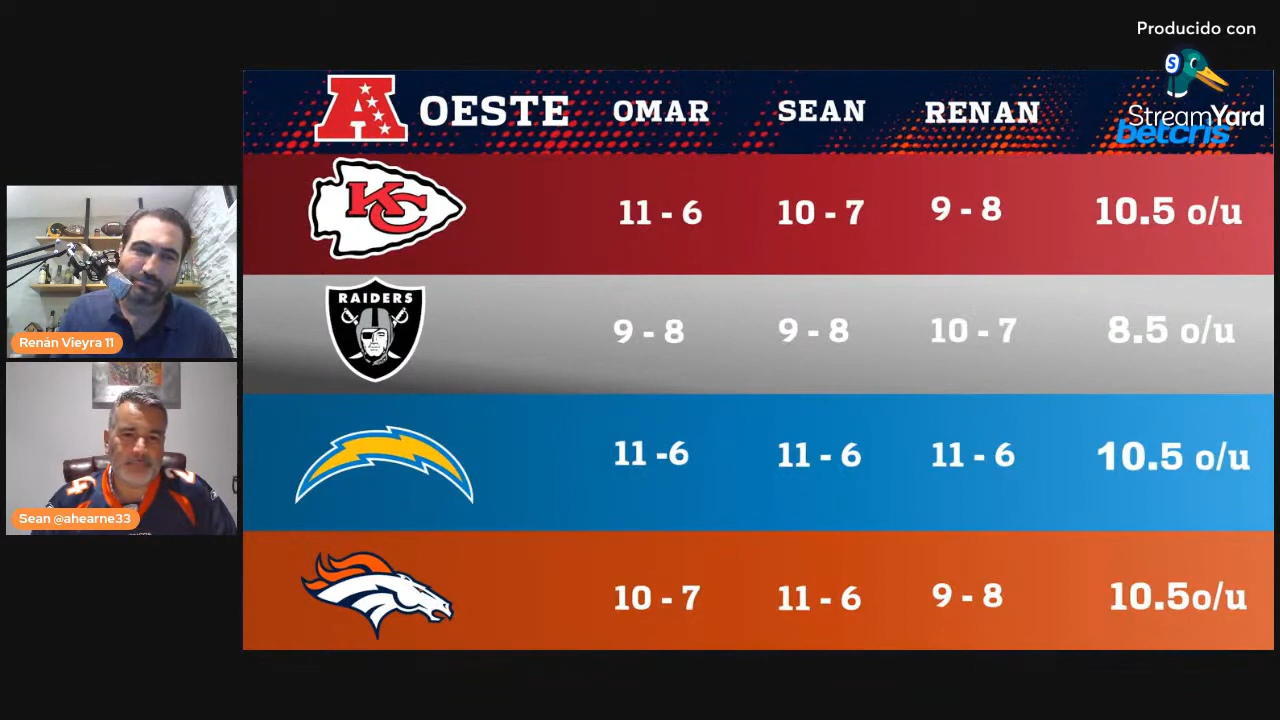 Producido con
StreamYard
betcris
OESTE OMAR SEAN RENAN
KC 11 - 6 10 - 7 9 - 8 10.5 o/u
RAIDERS
9 - 8 9 - 8 10 - 7 8.5 o/u
11 -6 11 - 6 11 - 6 10.5 o/u
10 - 7 11 - 6 9 - 8 10.5o/u
Renán Vieyra 11
Sean @ahearne33